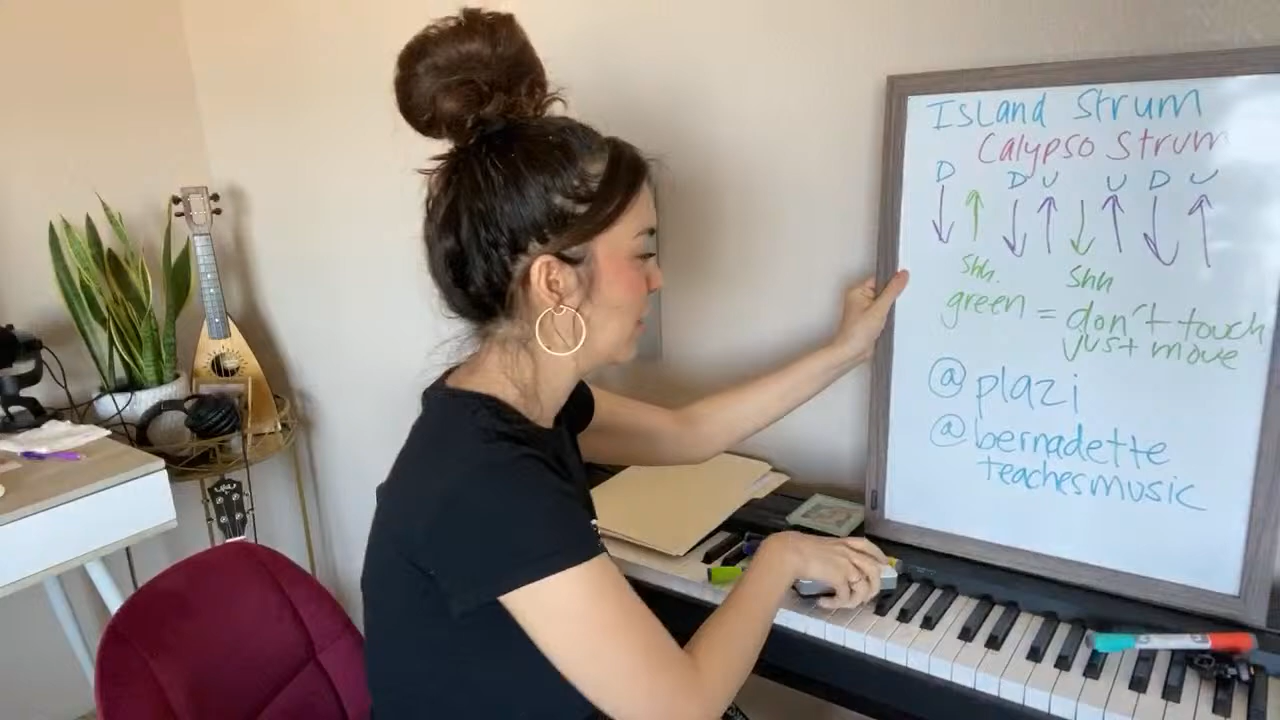 Island Strum
Calypso Strum
D D U U D U
Shh. Shh
green = don't touch
just move
@plazi
@bernadette
teachesmusic